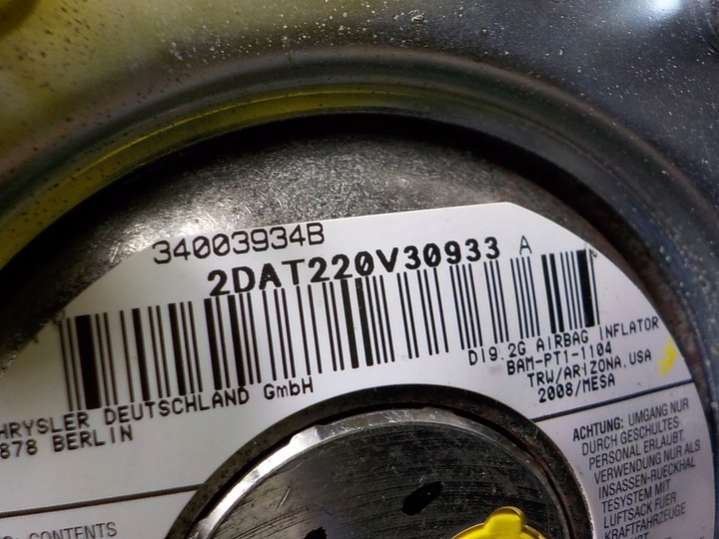 34003934B
2DAT220V30933 A
DI9.2G AIRBAG INFLATOR
BAM-PT1-1104
TRW/ARIZONA.USA
2008/MESA
HRYSLER DEUTSCHLAND GmbH
878 BERLIN
ACHTUNG: UMGANG NUR
DURCH GESCHULTES
PERSONAL ERLAUBT.
VERWENDUNG NUR ALS
INSASSEN-RUECKHAL
TESYSTEM MIT
LUFTSACK FUER
KRAFTFAHRZEUGE
CONTENTS